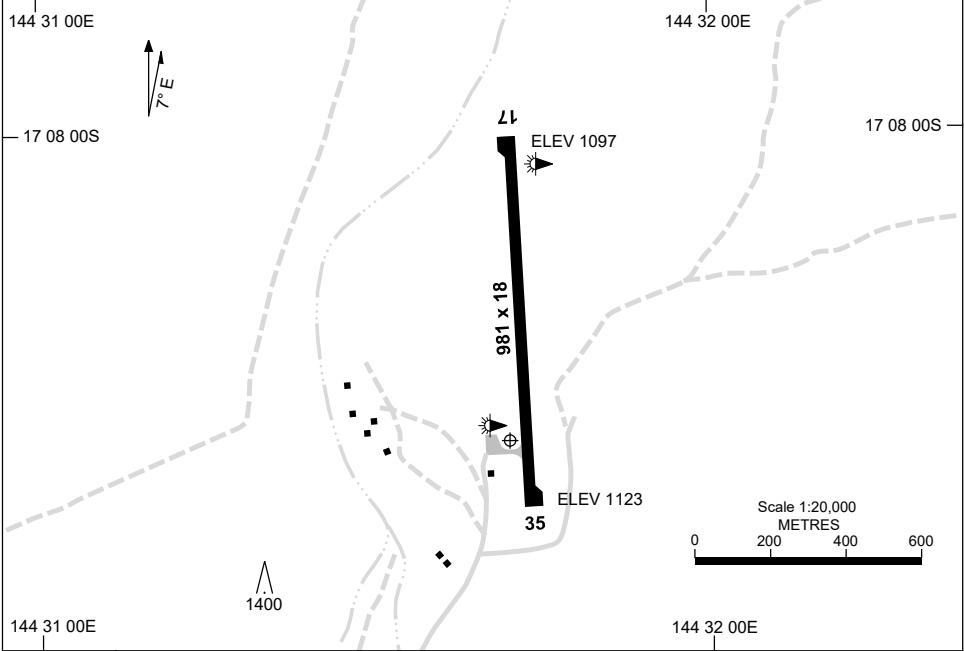 144 31 00E
144 32 00E
7° E
17 08 00S
17 08 00S
17
ELEV 1097
981 x 18
ELEV 1123
35
Scale 1:20,000
METRES
0 200 400 600
1400
144 31 00E
144 32 00E